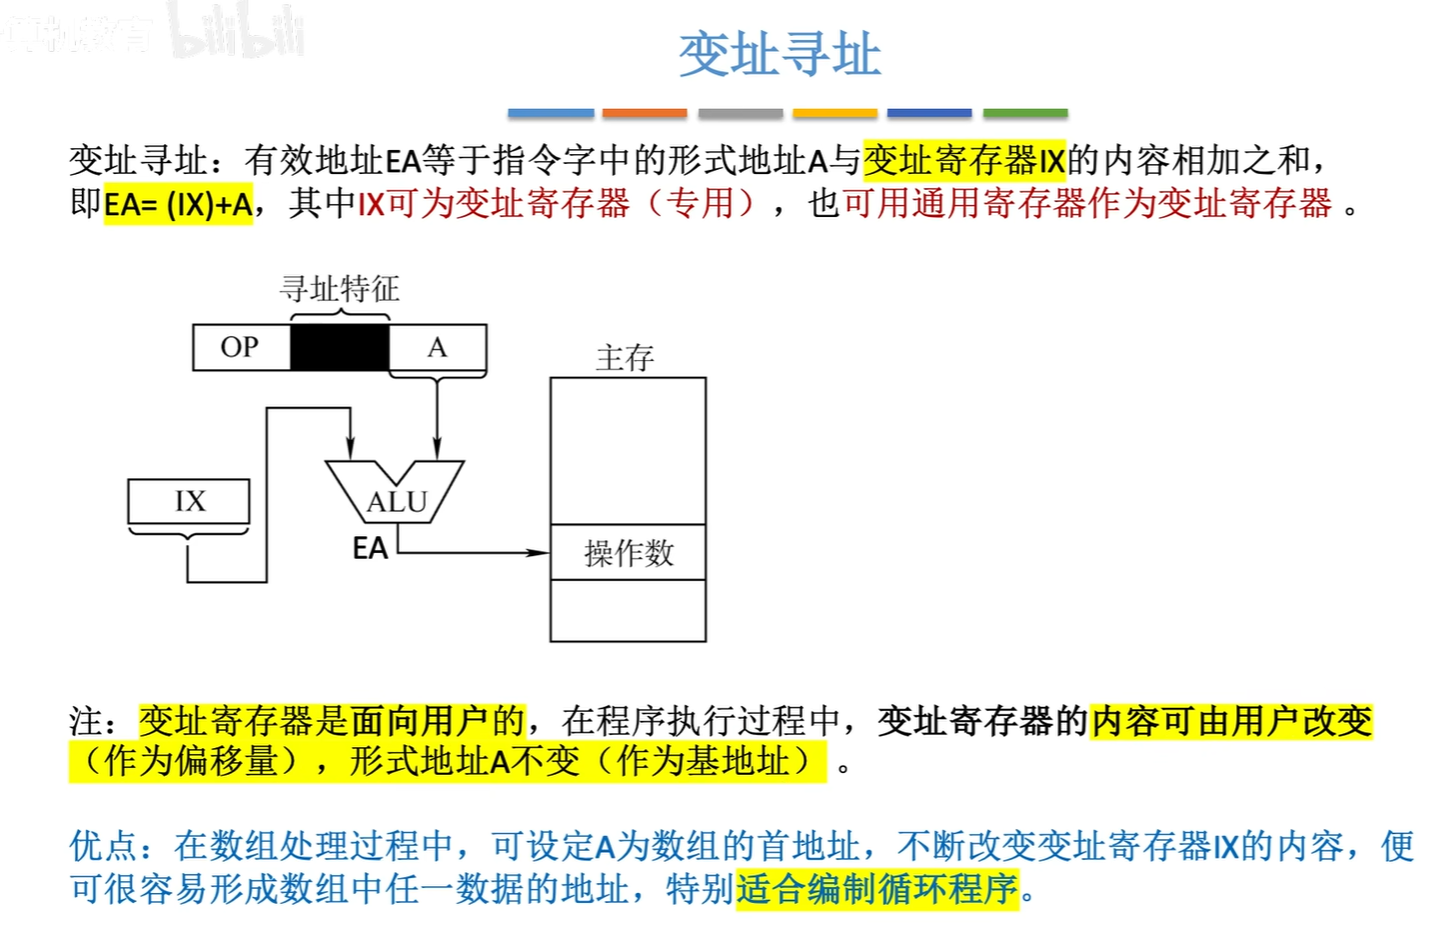 算机教育 bilibili
变址寻址
变址寻址：有效地址EA等于指令字中的形式地址A与变址寄存器IX的内容相加之和，
即EA= (IX)+A，其中IX可为变址寄存器（专用），也可用通用寄存器作为变址寄存器 。
寻址特征
OP
A
主存
IX
ALU
EA
操作数
注：变址寄存器是面向用户的，在程序执行过程中，变址寄存器的内容可由用户改变
（作为偏移量），形式地址A不变（作为基地址） 。
优点：在数组处理过程中，可设定A为数组的首地址，不断改变变址寄存器IX的内容，便
可很容易形成数组中任一数据的地址，特别适合编制循环程序。